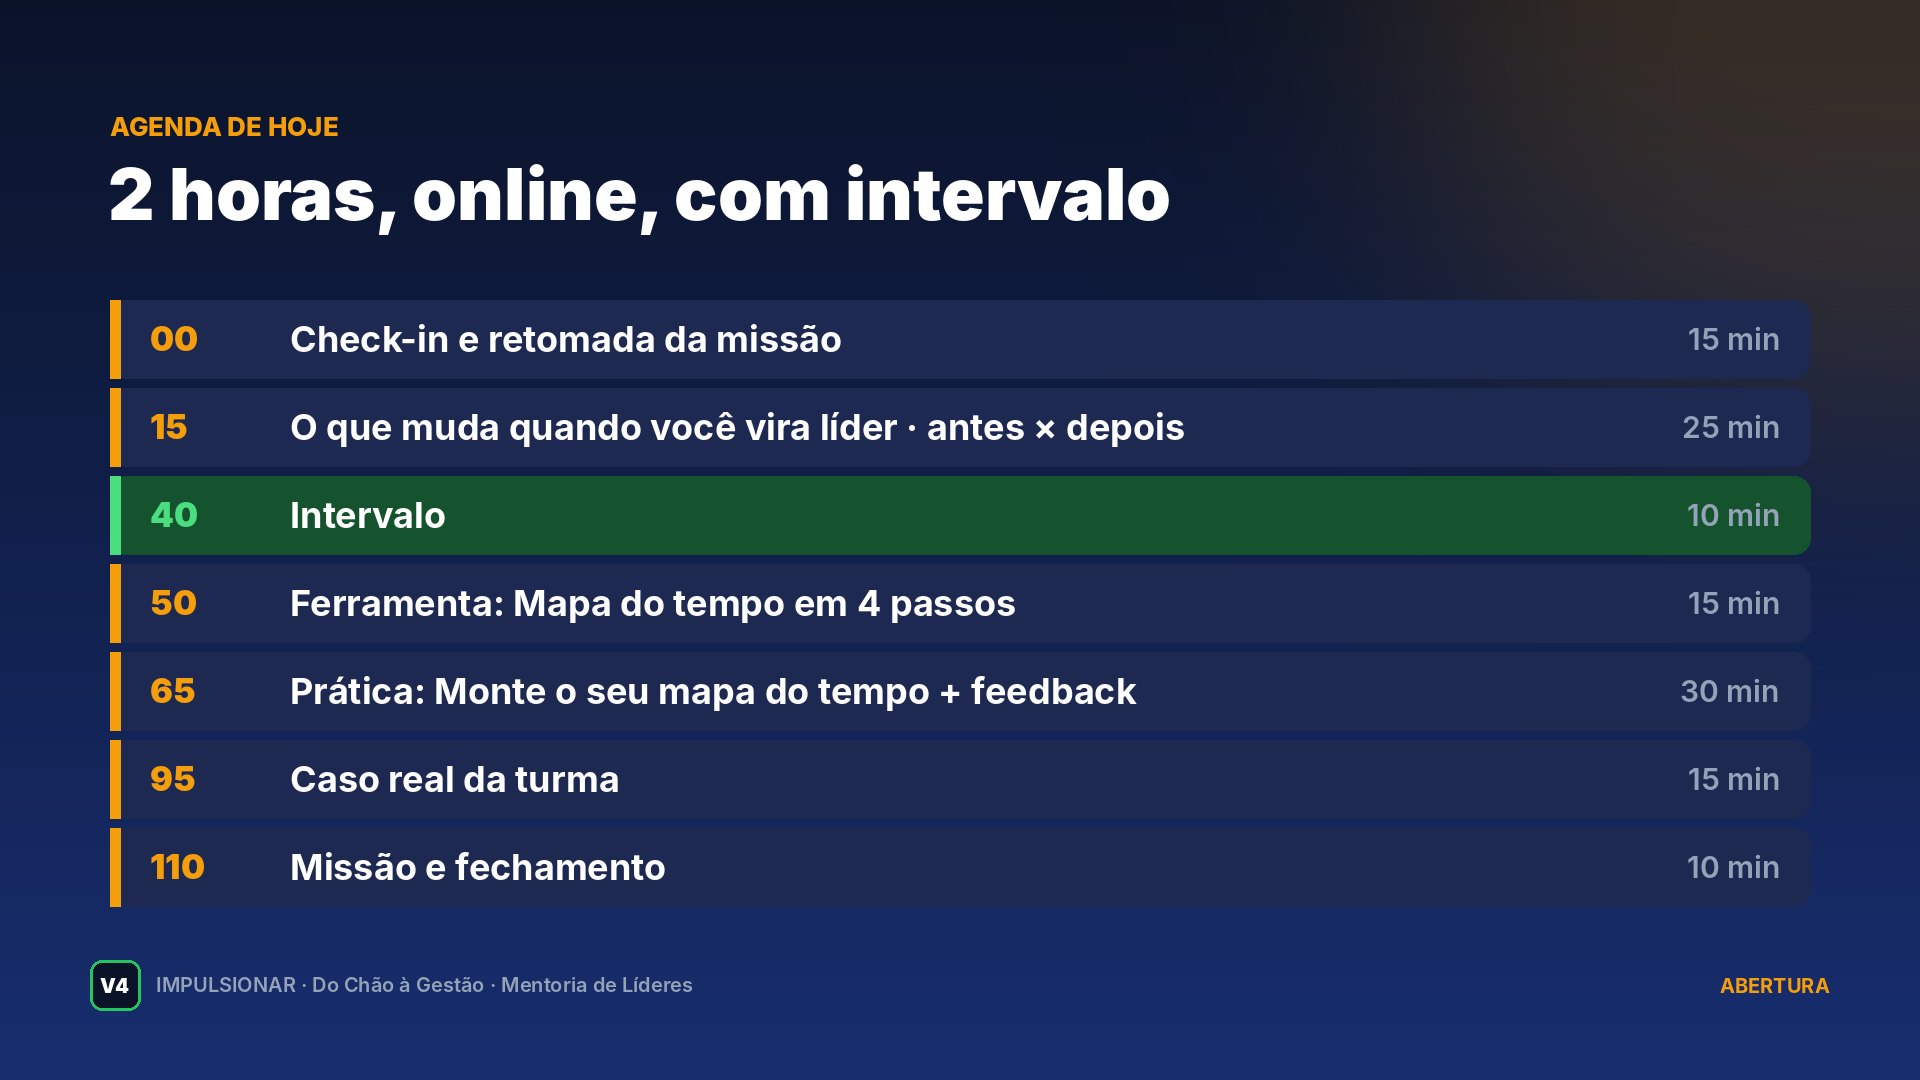 AGENDA DE HOJE
2 horas, online, com intervalo
00 Check-in e retomada da missão 15 min
15 O que muda quando você vira líder · antes × depois 25 min
40 Intervalo 10 min
50 Ferramenta: Mapa do tempo em 4 passos 15 min
65 Prática: Monte o seu mapa do tempo + feedback 30 min
95 Caso real da turma 15 min
110 Missão e fechamento 10 min
V4 IMPULSIONAR · Do Chão à Gestão · Mentoria de Líderes ABERTURA